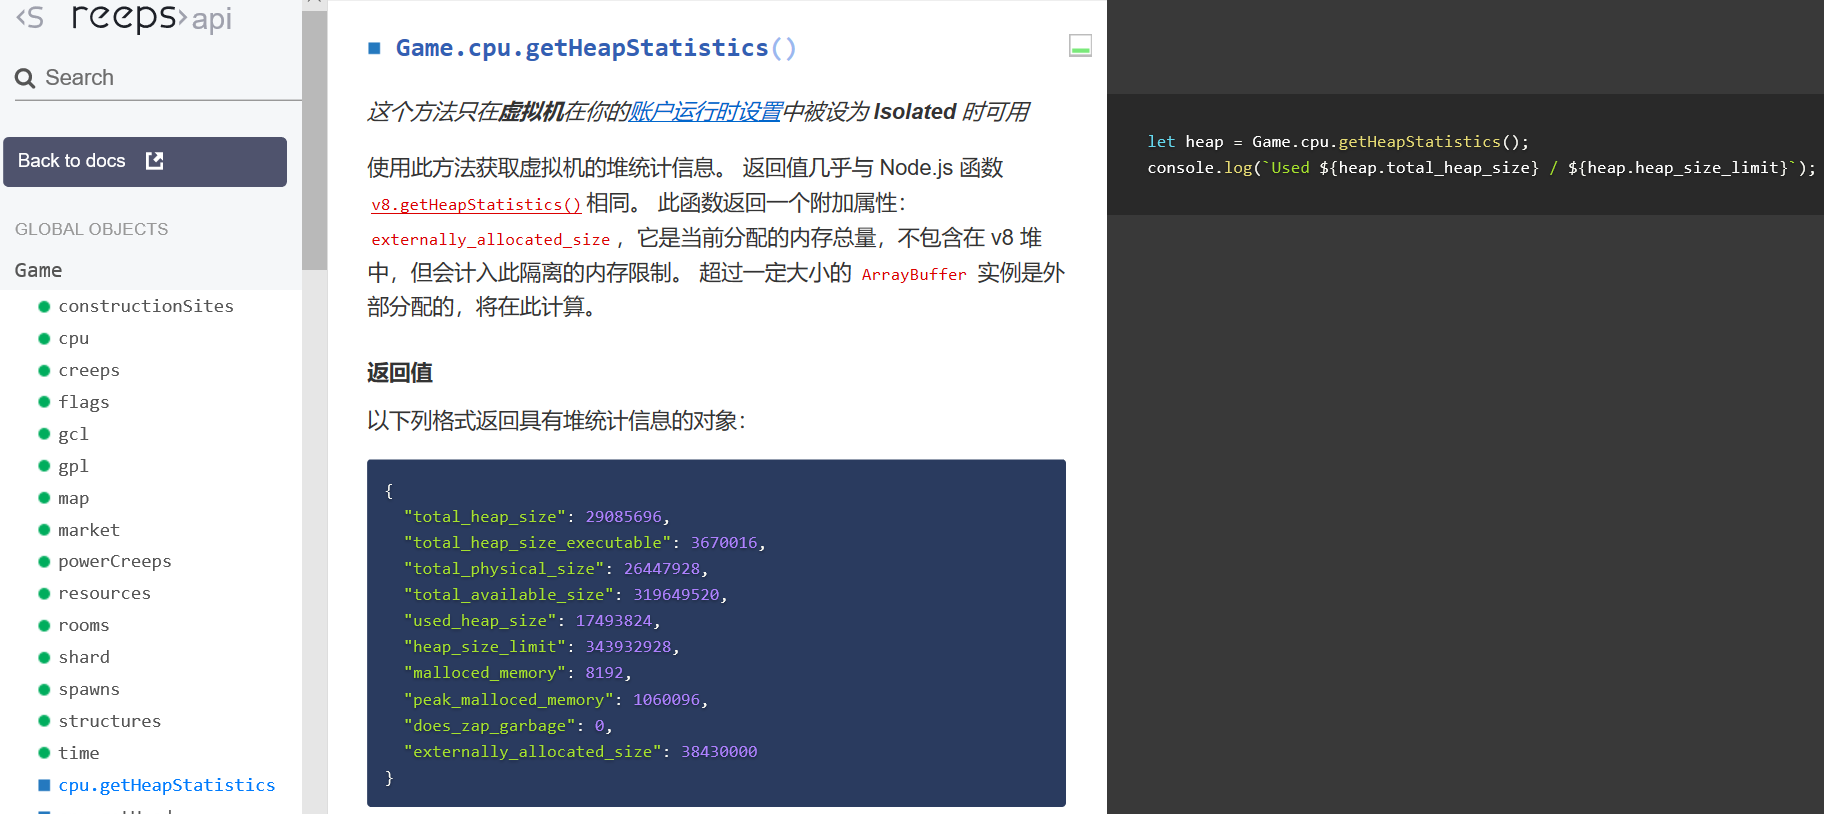 <S reeps>api
Search
Back to docs
GLOBAL OBJECTS
Game
constructionSites
cpu
creeps
flags
gcl
gpl
map
market
powerCreeps
resources
rooms
shard
spawns
structures
time
cpu.getHeapStatistics
Game.cpu.getHeapStatistics()
这个方法只在虚拟机在你的账户运行时设置中被设为 Isolated 时可用
使用此方法获取虚拟机的堆统计信息。 返回值几乎与 Node.js 函数
v8.getHeapStatistics() 相同。 此函数返回一个附加属性：
externally_allocated_size ，它是当前分配的内存总量，不包含在 v8 堆
中，但会计入此隔离的内存限制。 超过一定大小的 ArrayBuffer 实例是外
部分配的，将在此计算。
返回值
以下列格式返回具有堆统计信息的对象：
{
"total_heap_size": 29085696,
"total_heap_size_executable": 3670016,
"total_physical_size": 26447928,
"total_available_size": 319649520,
"used_heap_size": 17493824,
"heap_size_limit": 343932928,
"malloced_memory": 8192,
"peak_malloced_memory": 1060096,
"does_zap_garbage": 0,
"externally_allocated_size": 38430000
}
let heap = Game.cpu.getHeapStatistics();
console.log(`Used ${heap.total_heap_size} / ${heap.heap_size_limit}`);